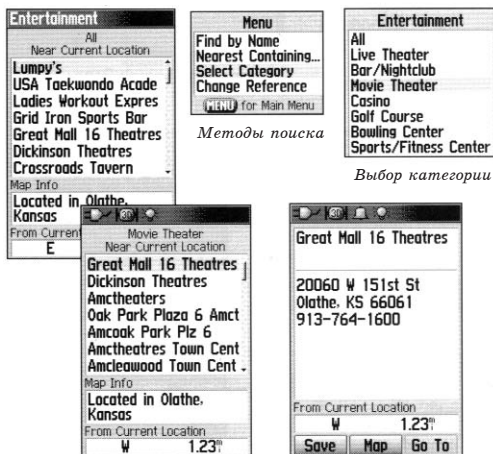 Entertainment
All
Near Current Location
Lumpy's
USA Taekwondo Acade
Ladies Workout Expres
Grid Iron Sports Bar
Great Mall 16 Theatres
Dickinson Theatres
Crossroads Tavern
Map Info
Located in Olathe,
Kansas
From Current
E
Menu
Find by Name
Nearest Containing...
Select Category
Change Reference
MENU for Main Menu
Методы поиска
Entertainment
All
Live Theater
Bar/Nightclub
Movie Theater
Casino
Golf Course
Bowling Center
Sports/Fitness Center
Выбор категории
3D
Movie Theater
Near Current Location
Great Mall 16 Theatres
Dickinson Theatres
Amctheaters
Oak Park Plaza 6 Amct
Amcoak Park Plz 6
Amctheatres Town Cent
Amcleawood Town Cent
Map Info
Located in Olathe,
Kansas
From Current Location
W 1.23m
3D
Great Mall 16 Theatres
20060 W 151st St
Olathe, KS 66061
913-764-1600
From Current Location
W 1.23m
Save Map Go To